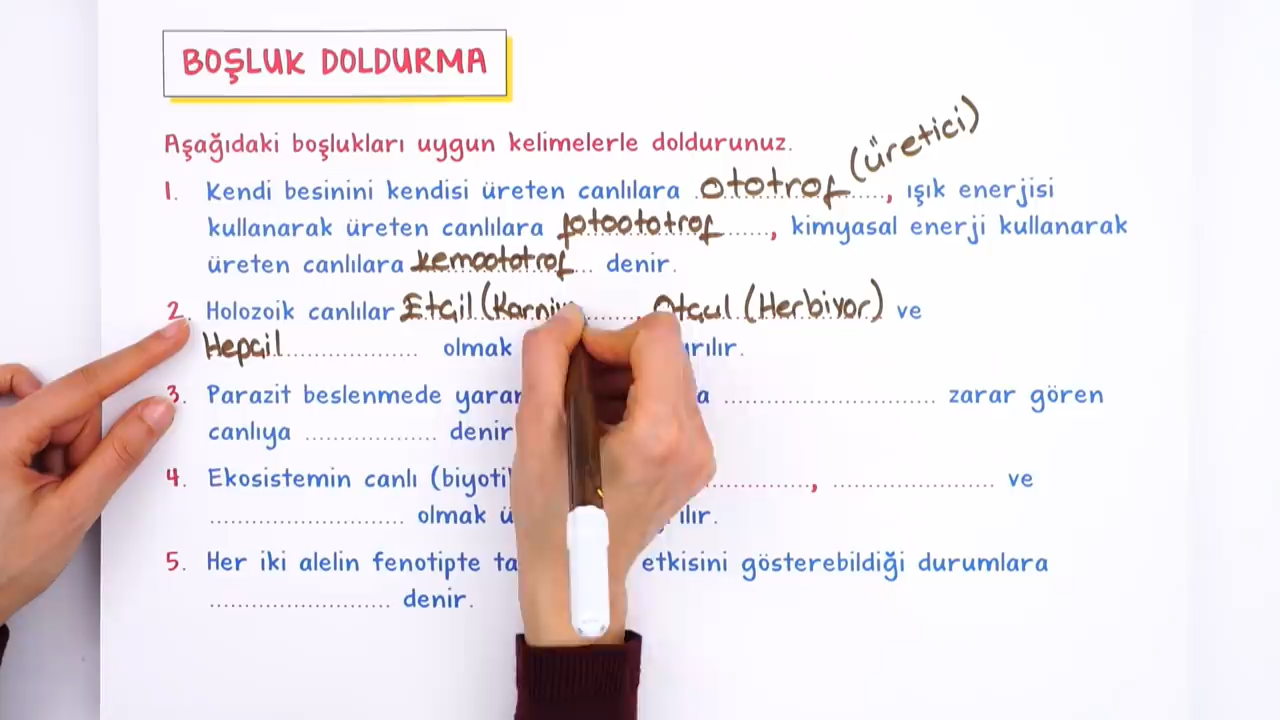 BOŞLUK DOLDURMA
Aşağıdaki boşlukları uygun kelimelerle doldurunuz.
(üretici)
1. Kendi besinini kendisi üreten canlılara ototrof, ışık enerjisi
kullanarak üreten canlılara fotoototrof, kimyasal enerji kullanarak
üreten canlılara kemoototrof denir.
2. Holozoik canlılar Etçil (Karniv Otçul (Herbivor) ve
Hepçil olmak
3. Parazit beslenmede zarar gören
canlıya denir
4. Ekosistemin canlı , ve
olmak
5. Her iki alelin fenotipte etkisini gösterebildiği durumlara
denir.